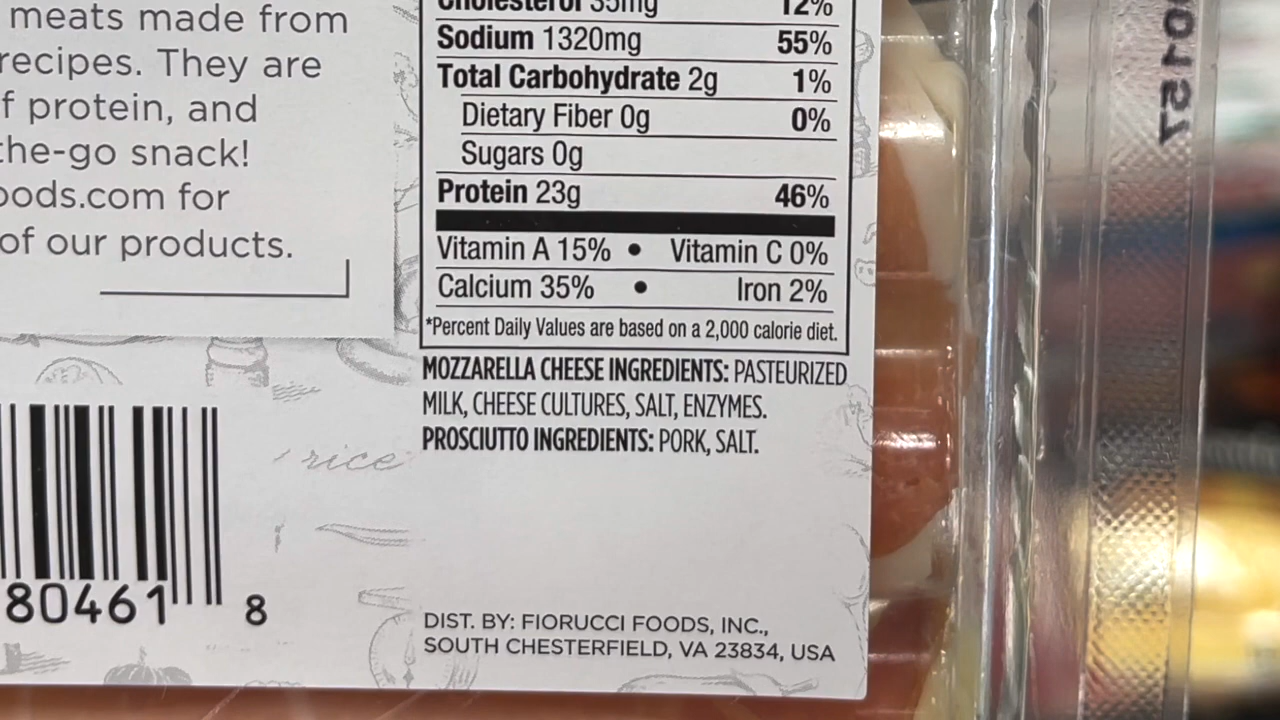 meats made from
recipes. They are
f protein, and
the-go snack!
oods.com for
of our products.
Cholesterol 35mg 12%
Sodium 1320mg 55%
Total Carbohydrate 2g 1%
Dietary Fiber 0g 0%
Sugars 0g
Protein 23g 46%
Vitamin A 15% • Vitamin C 0%
Calcium 35% • Iron 2%
*Percent Daily Values are based on a 2,000 calorie diet.
MOZZARELLA CHEESE INGREDIENTS: PASTEURIZED
MILK, CHEESE CULTURES, SALT, ENZYMES.
PROSCIUTTO INGREDIENTS: PORK, SALT.
rice
80461 8
DIST. BY: FIORUCCI FOODS, INC.,
SOUTH CHESTERFIELD, VA 23834, USA